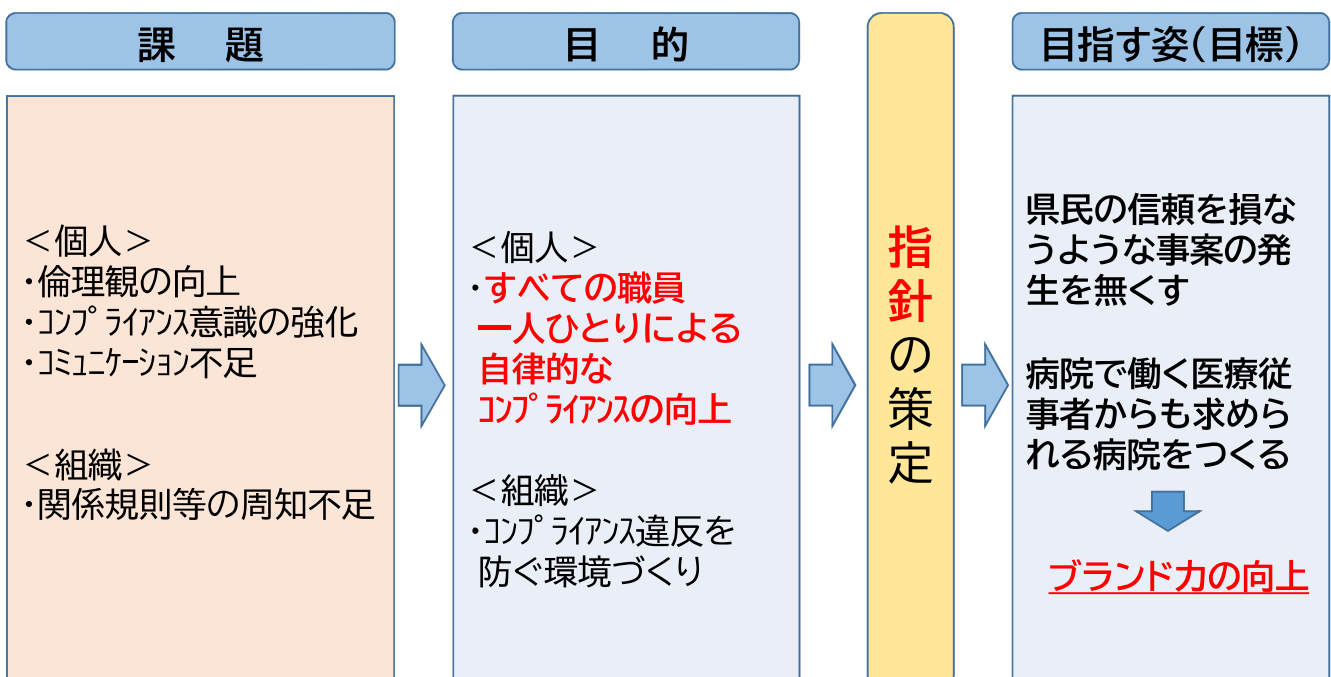 課　題
＜個人＞
・倫理観の向上
・ｺﾝﾌﾟﾗｲｱﾝｽ意識の強化
・ｺﾐｭﾆｹｰｼｮﾝ不足
＜組織＞
・関係規則等の周知不足
目　的
＜個人＞
・すべての職員
一人ひとりによる
自律的な
ｺﾝﾌﾟﾗｲｱﾝｽの向上
＜組織＞
・ｺﾝﾌﾟﾗｲｱﾝｽ違反を
防ぐ環境づくり
指針の策定
目指す姿(目標)
県民の信頼を損な
うような事案の発
生を無くす
病院で働く医療従
事者からも求めら
れる病院をつくる
ブランド力の向上